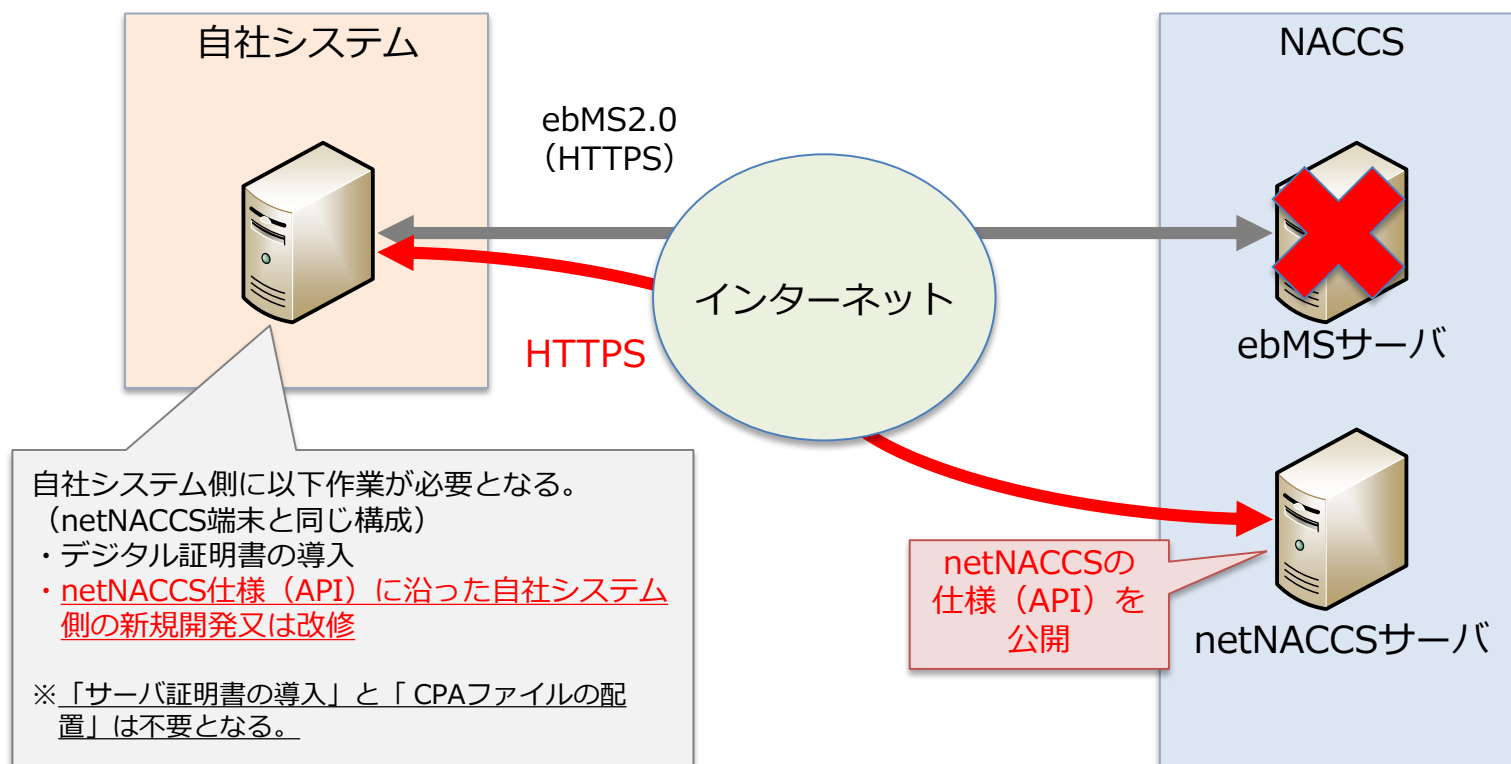 自社システム
NACCS
ebMS2.0
（HTTPS）
インターネット
ebMSサーバ
HTTPS
自社システム側に以下作業が必要となる。
（netNACCS端末と同じ構成）
・デジタル証明書の導入
・netNACCS仕様（API）に沿った自社システム
側の新規開発又は改修
※「サーバ証明書の導入」と「 CPAファイルの配
置」は不要となる。
netNACCSの
仕様（API）を
公開
netNACCSサーバ